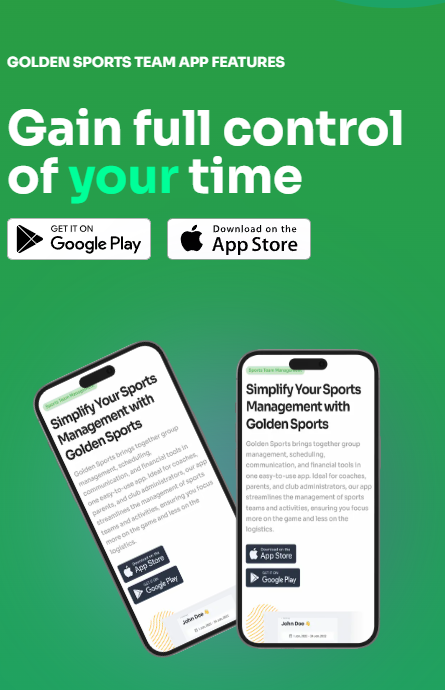 GOLDEN SPORTS TEAM APP FEATURES
Gain full control
of your time
GET IT ON
Google Play
Download on the
App Store
Simplify Your Sports
Management with
Golden Sports
Golden Sports brings together group
management, scheduling,
communication, and financial tools in
one easy-to-use app. Ideal for coaches,
parents, and club administrators, our app
streamlines the management of sports
teams and activities, ensuring you focus
more on the game and less on the
logistics.
Download on the
App Store
GET IT ON
Google Play
John Doe
Sports Team
Simplify Your Sports
Management with
Golden Sports
Golden Sports brings together group
management, scheduling,
communication, and financial tools in
one easy-to-use app. Ideal for coaches,
parents, and club administrators, our app
streamlines the management of sports
teams and activities, ensuring you focus
more on the game and less on the
logistics.
Download on the
App Store
GET IT ON
Google Play
John Doe